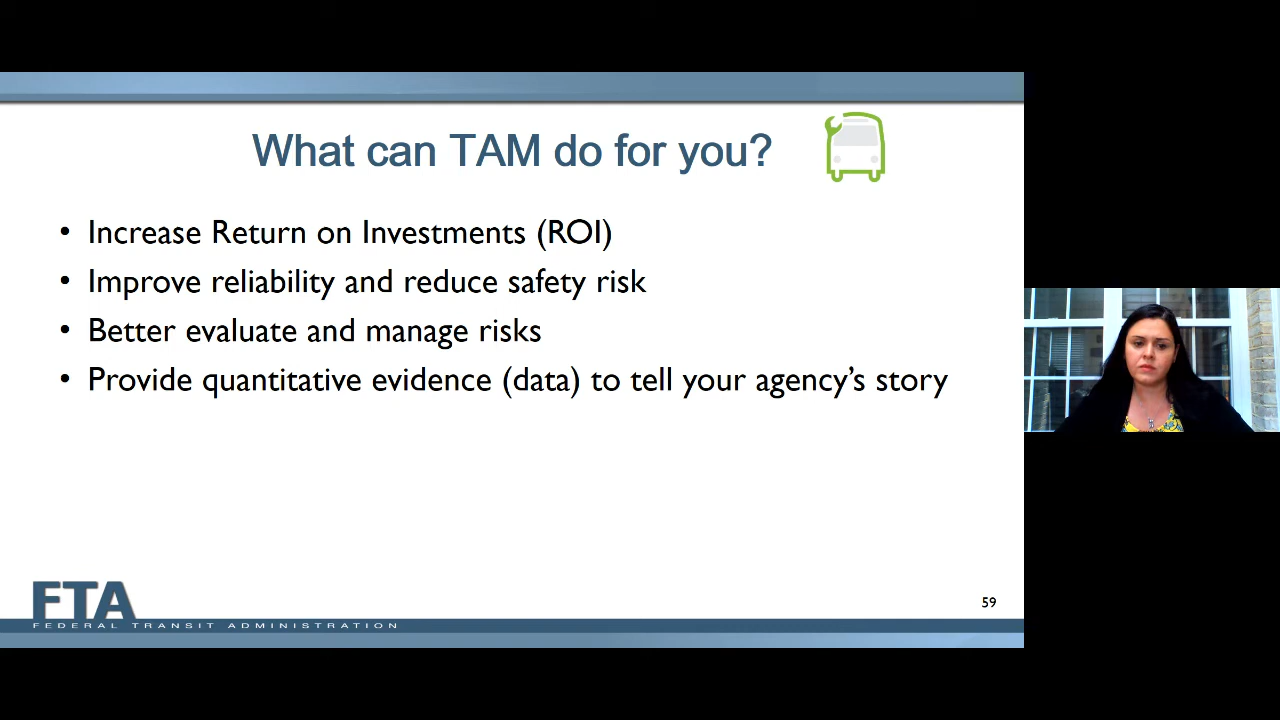 What can TAM do for you?
• Increase Return on Investments (ROI)
• Improve reliability and reduce safety risk
• Better evaluate and manage risks
• Provide quantitative evidence (data) to tell your agency’s story
FTA
FEDERAL TRANSIT ADMINISTRATION
59